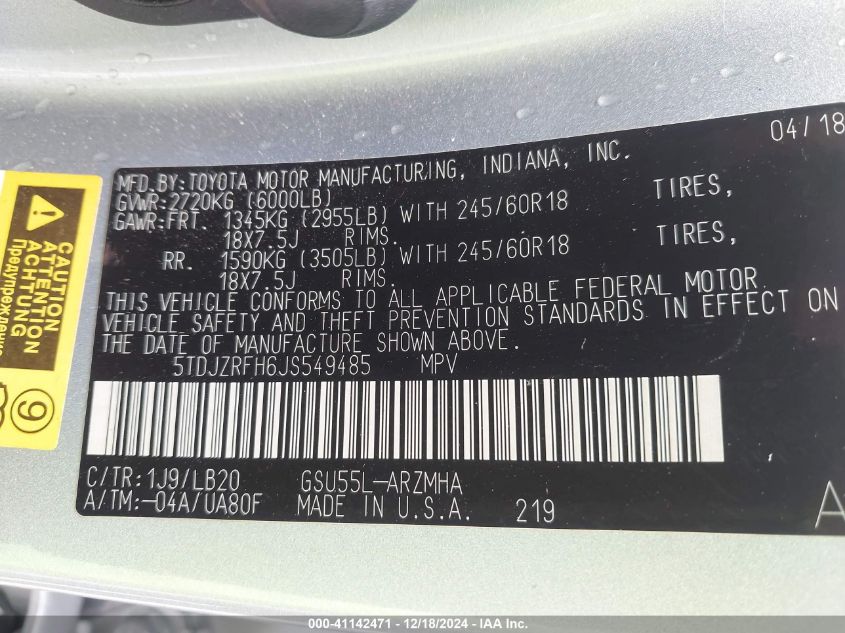 04/18
MFD.BY:TOYOTA MOTOR MANUFACTURING, INDIANA, INC.
GVWR:2720KG (6000LB)
GAWR:FRT. 1345KG (2955LB) WITH 245/60R18 TIRES,
18X7.5J RIMS.
RR. 1590KG (3505LB) WITH 245/60R18 TIRES,
18X7.5J RIMS.
THIS VEHICLE CONFORMS TO ALL APPLICABLE FEDERAL MOTOR
VEHICLE SAFETY AND THEFT PREVENTION STANDARDS IN EFFECT ON
THE DATE OF MANUFACTURE SHOWN ABOVE.
5TDJZRFH6JS549485 MPV
C/TR:1J9/LB20 GSU55L-ARZMHA
A/TM:-04A/UA80F MADE IN U.S.A. 219
A
CAUTION
ATTENTION
ACHTUNG
9
000-41142471 - 12/18/2024 - IAA Inc.